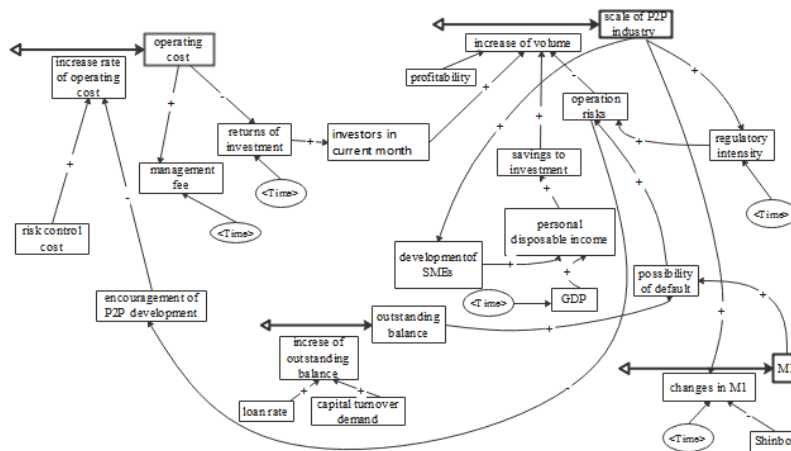 scale of P2P
industry
operating
cost
increase of volume
increase rate
of operating
cost
profitability
operation
risks
returns of
investment
investors in
current month
regulatory
intensity
savings to
investment
management
fee
<Time>
<Time>
<Time>
risk control
cost
personal
disposable income
developmentof
SMEs
possibility
of default
encouragement of
P2P development
<Time>
GDP
outstanding
balance
increse of
outstanding
balance
M1
changes in M1
loan rate
capital turnover
demand
<Time>
+
-
+
-
+
+
+
+
-
+
+
+
+
+
+
+
+
+
+
+
+
-
-